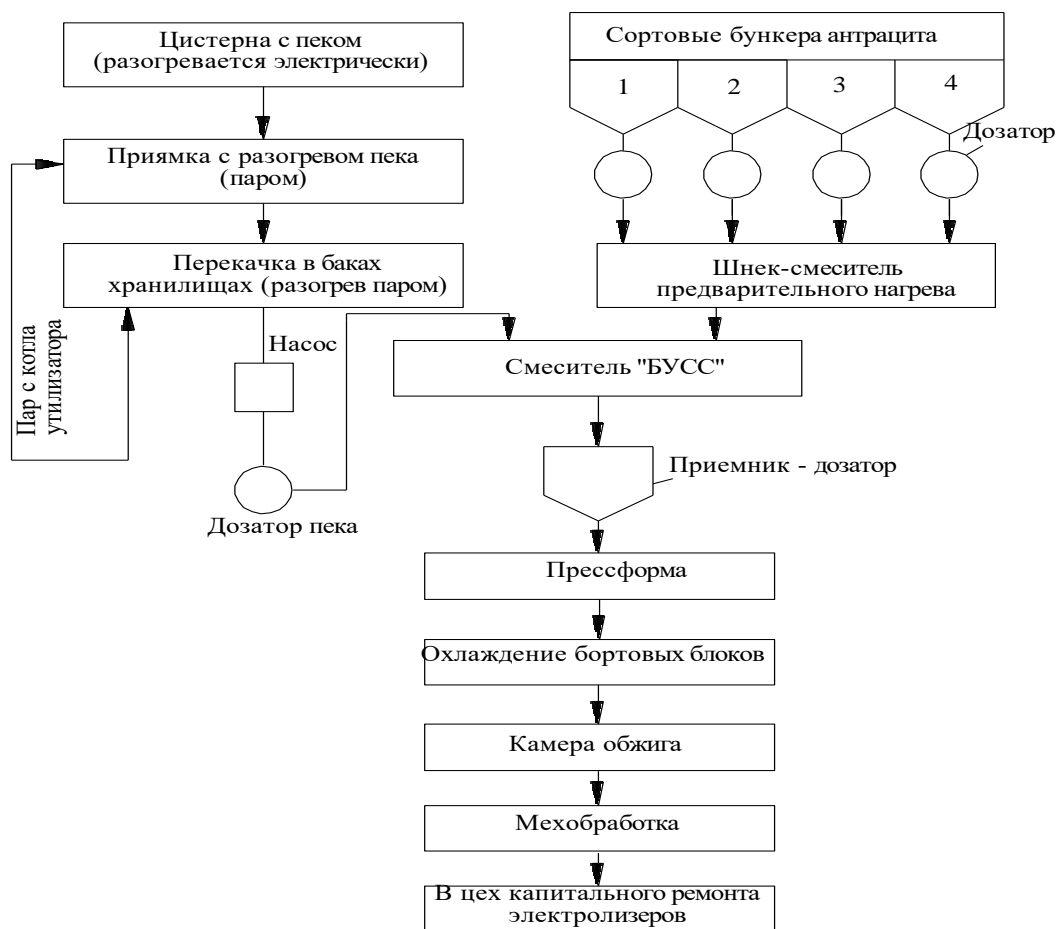 Цистерна с пеком
(разогревается электрически)
Приямка с разогревом пека
(паром)
Перекачка в баках
хранилищах (разогрев паром)
Пар с котла
утилизатора
Насос
Дозатор пека
Сортовые бункера антрацита
1
2
3
4
Дозатор
Шнек-смеситель
предварительного нагрева
Смеситель "БУСС"
Приемник - дозатор
Прессформа
Охлаждение бортовых блоков
Камера обжига
Мехобработка
В цех капитального ремонта
электролизеров